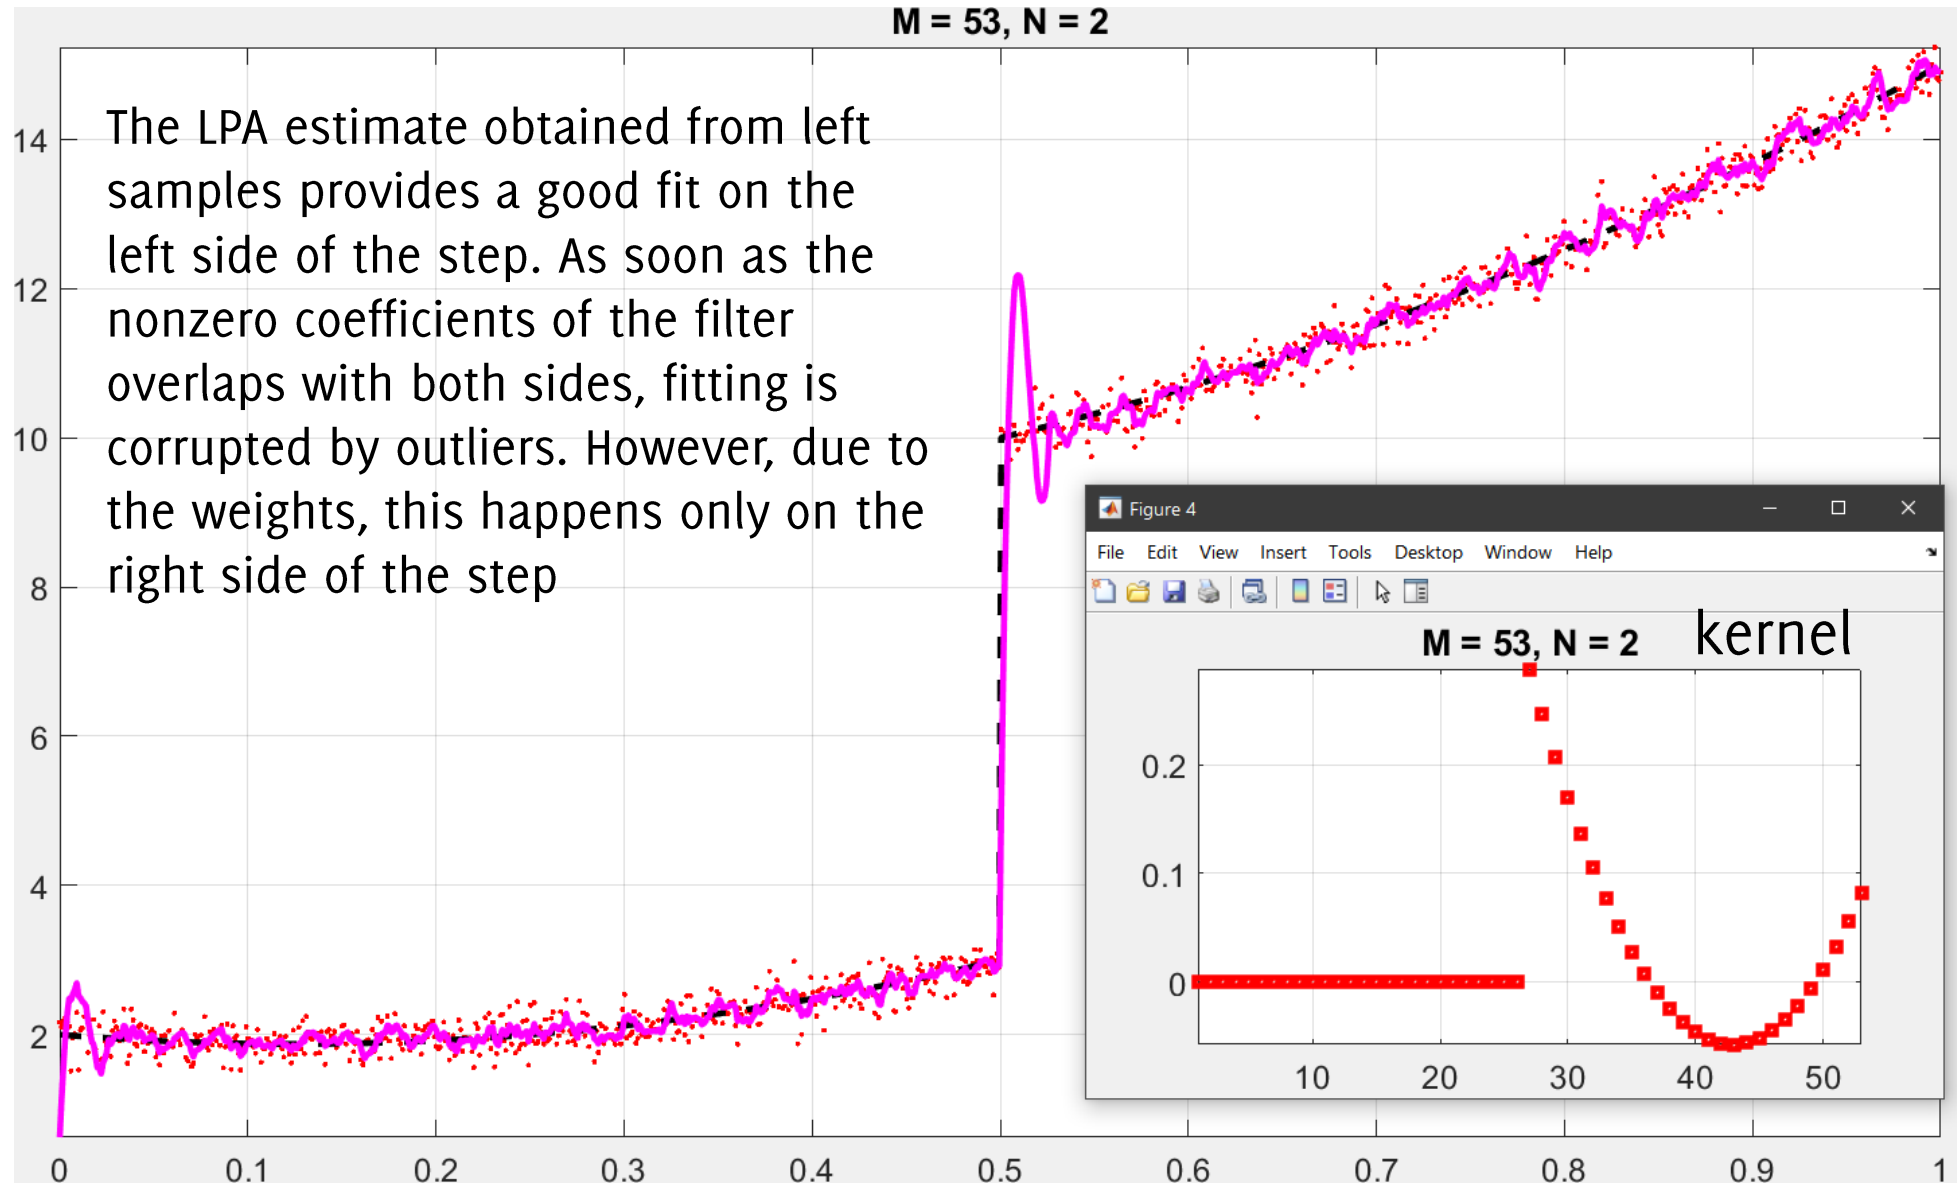 M = 53, N = 2
The LPA estimate obtained from left
samples provides a good fit on the
left side of the step. As soon as the
nonzero coefficients of the filter
overlaps with both sides, fitting is
corrupted by outliers. However, due to
the weights, this happens only on the
right side of the step
14
12
10
8
6
4
2
0 0.1 0.2 0.3 0.4 0.5 0.6 0.7 0.8 0.9 1
Figure 4
File Edit View Insert Tools Desktop Window Help
kernel
M = 53, N = 2
0.2
0.1
0
10 20 30 40 50